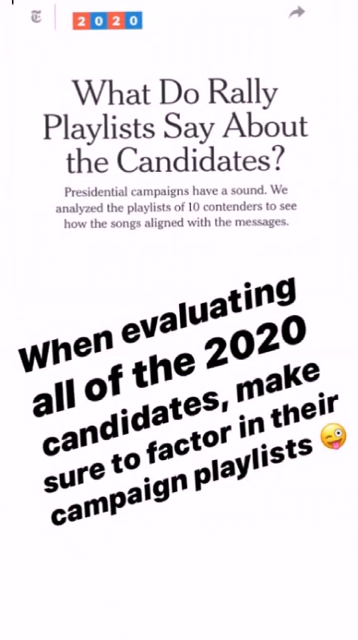 T
2020
What Do Rally
Playlists Say About
the Candidates?
Presidential campaigns have a sound. We
analyzed the playlists of 10 contenders to see
how the songs aligned with the messages.
When evaluating
all of the 2020
candidates, make
sure to factor in their
campaign playlists 😜